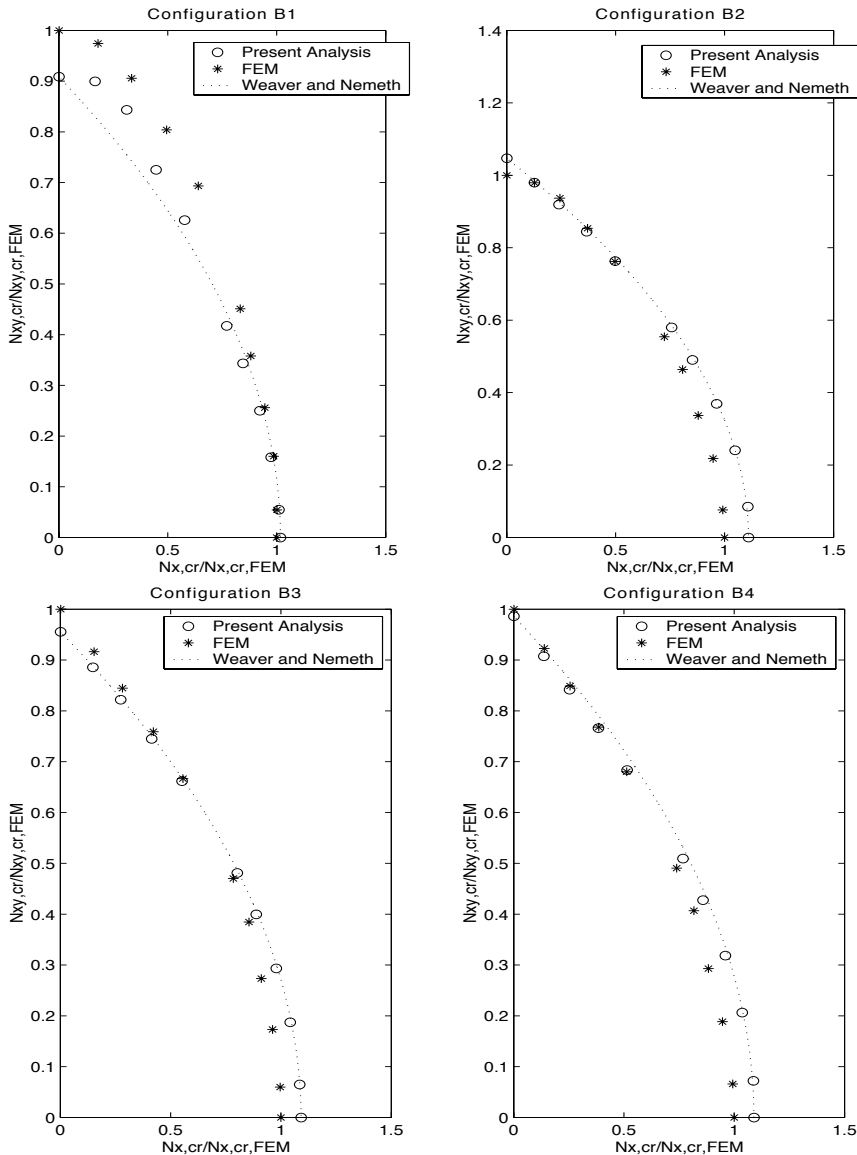 Configuration B1
Present Analysis
FEM
Weaver and Nemeth
1
0.9
0.8
0.7
0.6
0.5
0.4
0.3
0.2
0.1
0
0
0.5
1
1.5
Nxy,cr/Nxy,cr,FEM
Nx,cr/Nx,cr,FEM
Configuration B2
Present Analysis
FEM
Weaver and Nemeth
1.4
1.2
1
0.8
0.6
0.4
0.2
0
0
0.5
1
1.5
Nxy,cr/Nxy,cr,FEM
Nx,cr/Nx,cr,FEM
Configuration B3
Present Analysis
FEM
Weaver and Nemeth
1
0.9
0.8
0.7
0.6
0.5
0.4
0.3
0.2
0.1
0
0
0.5
1
1.5
Nxy,cr/Nxy,cr,FEM
Nx,cr/Nx,cr,FEM
Configuration B4
Present Analysis
FEM
Weaver and Nemeth
1
0.9
0.8
0.7
0.6
0.5
0.4
0.3
0.2
0.1
0
0
0.5
1
1.5
Nxy,cr/Nxy,cr,FEM
Nx,cr/Nx,cr,FEM